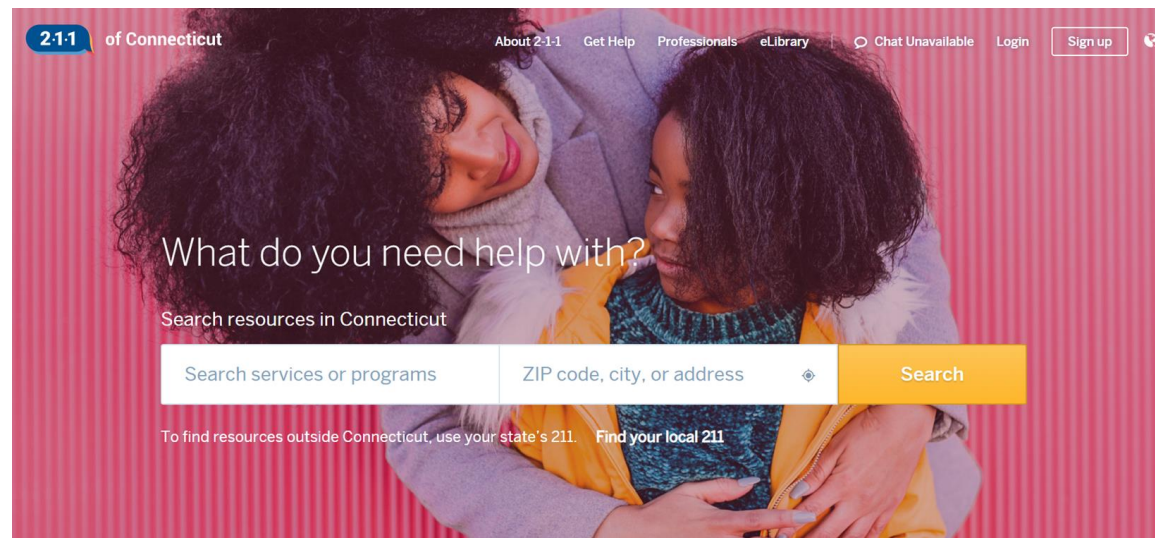 2·1·1 of Connecticut
About 2-1-1 Get Help Professionals eLibrary Chat Unavailable Login Sign up
What do you need help with?
Search resources in Connecticut
Search services or programs ZIP code, city, or address Search
To find resources outside Connecticut, use your state's 211. Find your local 211